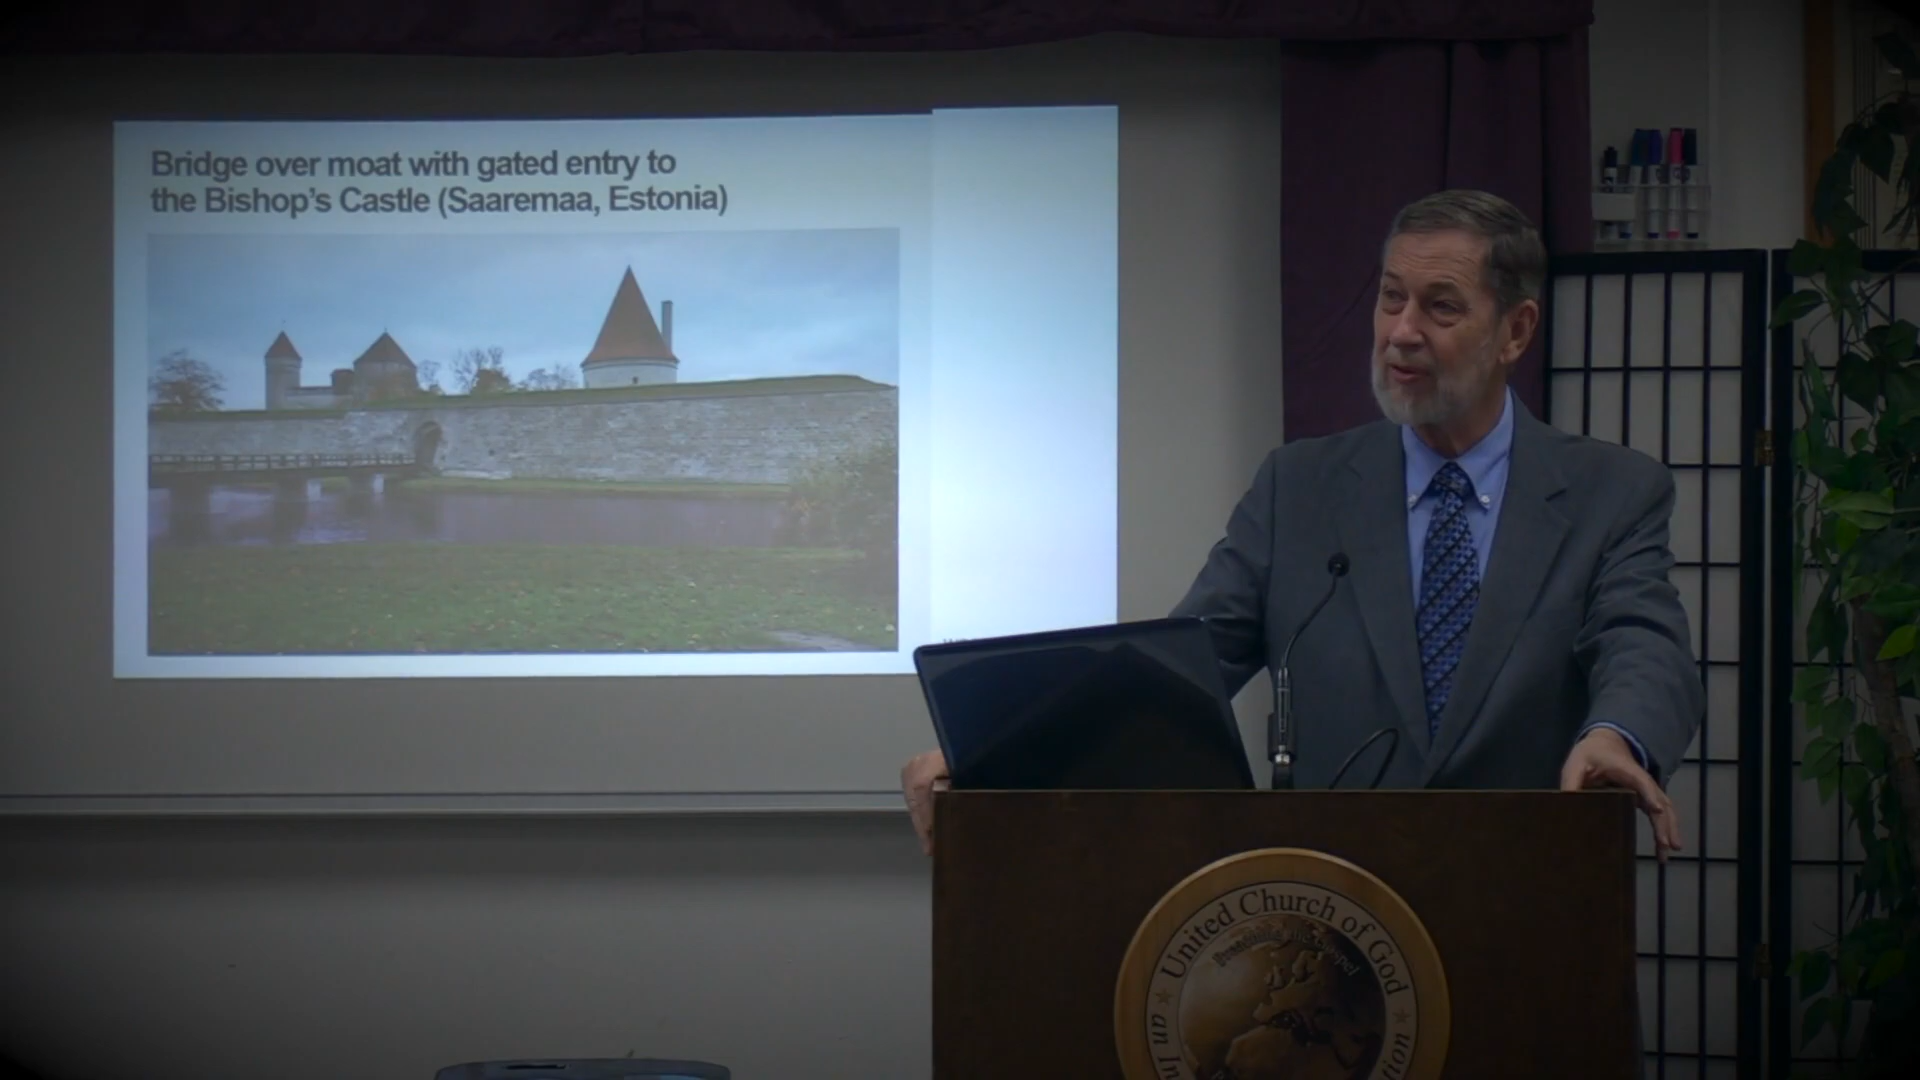 Bridge over moat with gated entry to
the Bishop's Castle (Saaremaa, Estonia)
United Church of God